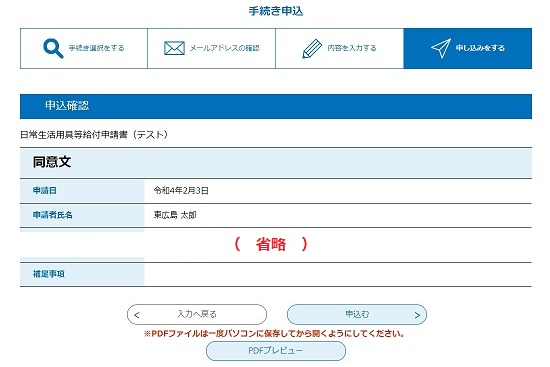 手続き申込
手続き選択をする
メールアドレスの確認
内容を入力する
申し込みをする
申込確認
日常生活用具等給付申請書（テスト）
同意文
申請日 令和4年2月3日
申請者氏名 東広島 太郎
（ 省略 ）
補足事項
入力へ戻る
申込む
※PDFファイルは一度パソコンに保存してから開くようにしてください。
PDFプレビュー